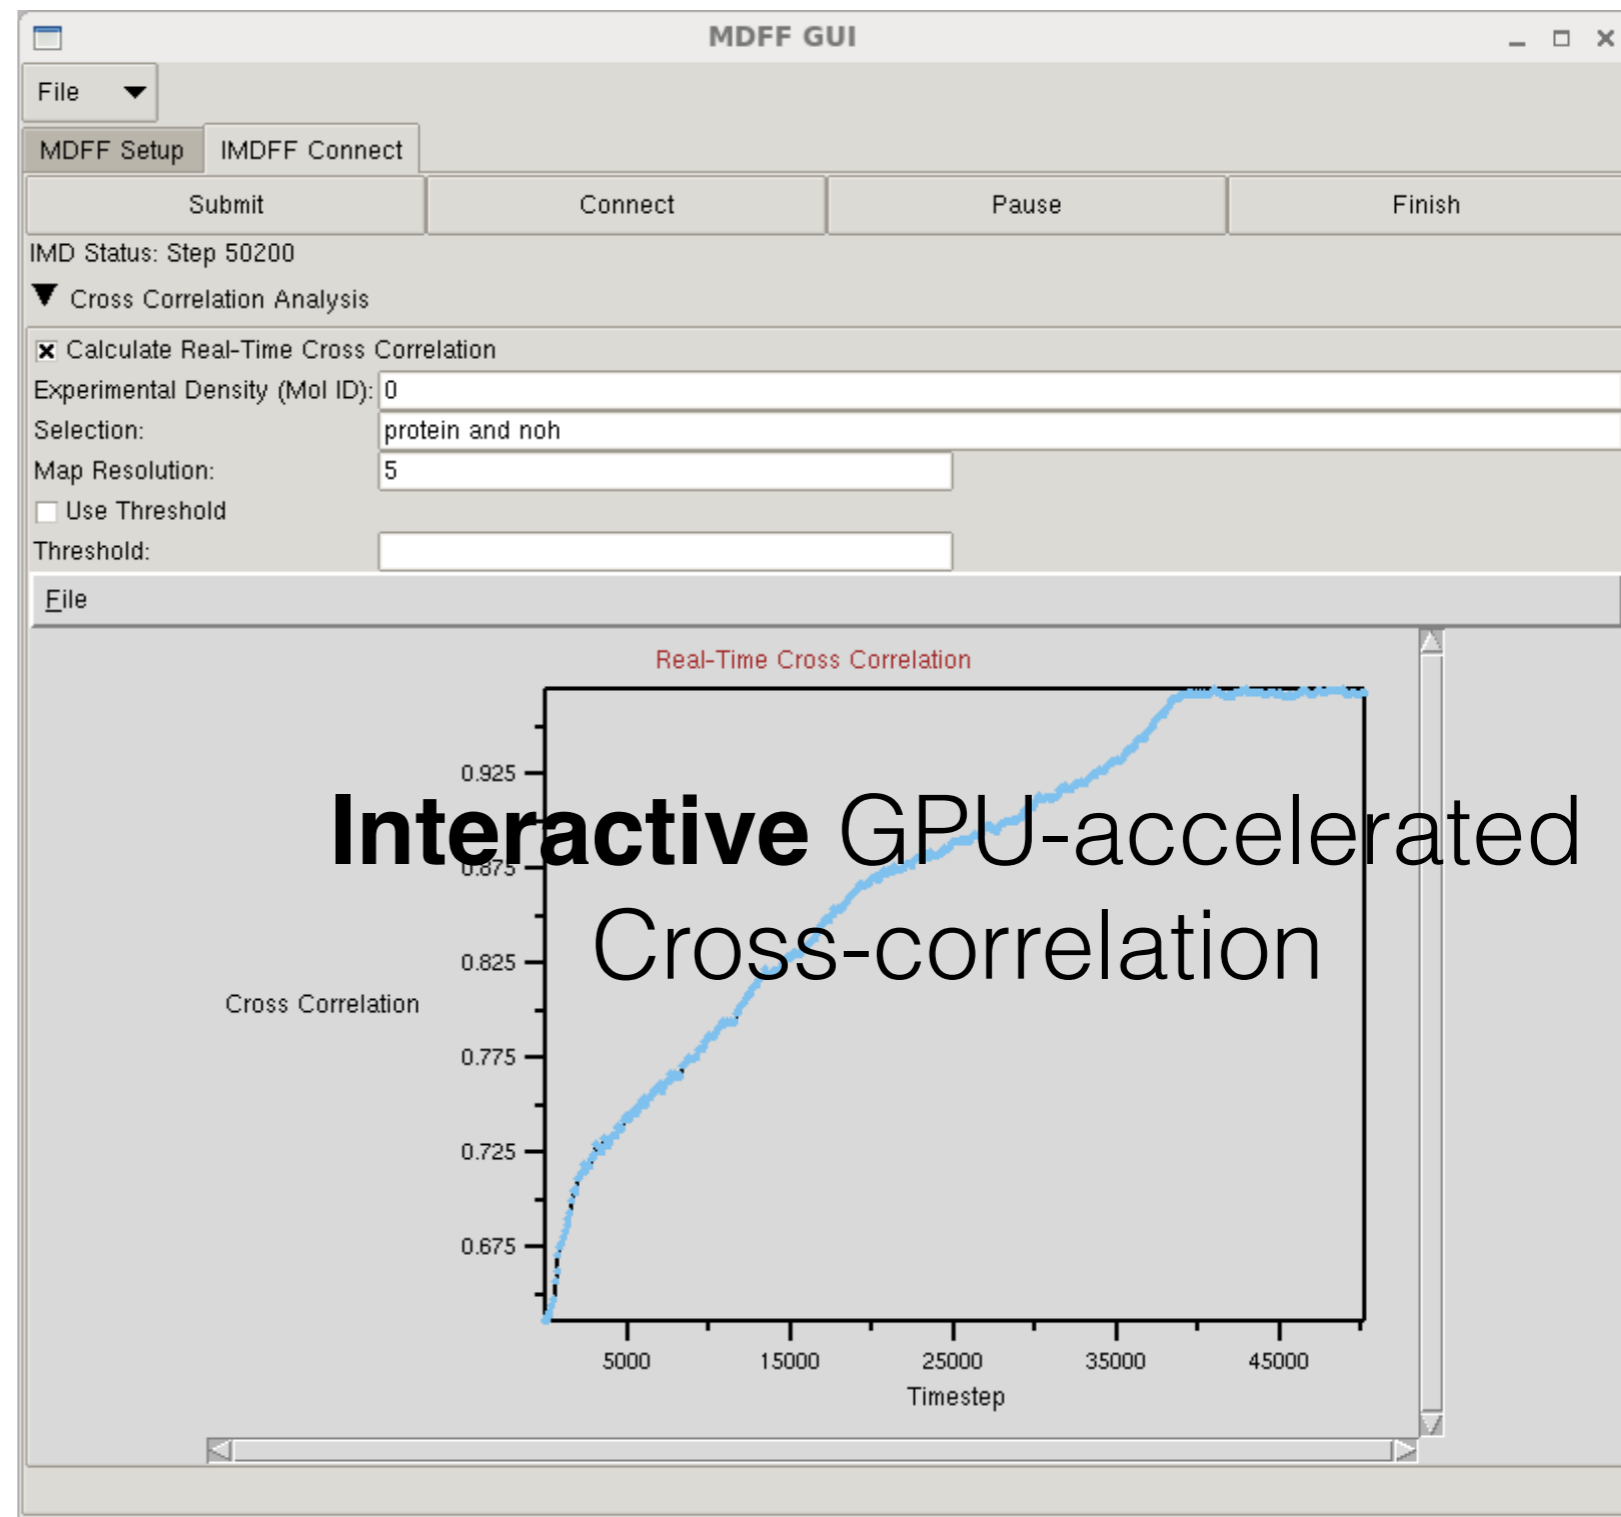 MDFF GUI
File
MDFF Setup IMDFF Connect
Submit Connect Pause Finish
IMD Status: Step 50200
Cross Correlation Analysis
Calculate Real-Time Cross Correlation
Experimental Density (Mol ID): 0
Selection: protein and noh
Map Resolution: 5
Use Threshold
Threshold:
File
Real-Time Cross Correlation
0.925
Interactive GPU-accelerated
0.875
Cross-correlation
0.825
Cross Correlation
0.775
0.725
0.675
5000 15000 25000 35000 45000
Timestep